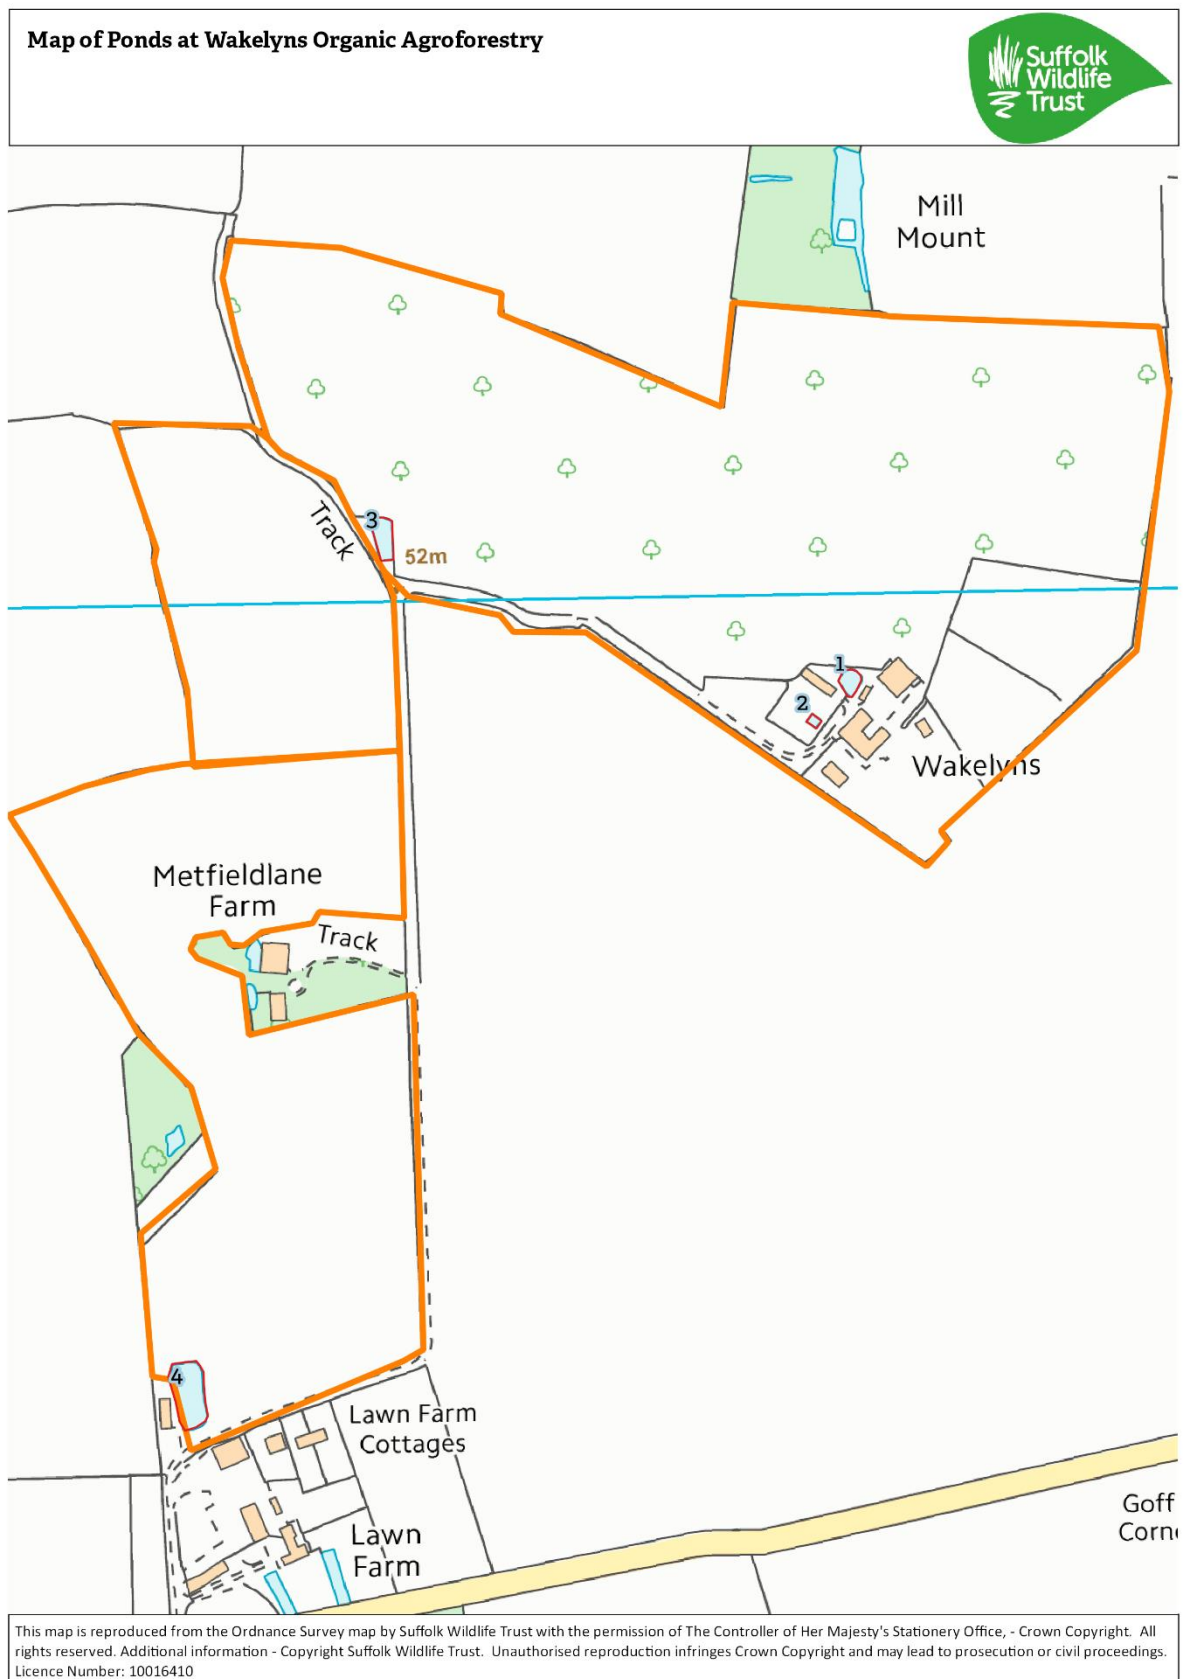 Map of Ponds at Wakelyns Organic Agroforestry
Suffolk
Wildlife
Trust
Mill
Mount
Track
3
52m
1
2
Wakelyns
Metfieldlane
Farm
Track
4
Lawn Farm
Cottages
Goff
Corn
Lawn
Farm
This map is reproduced from the Ordnance Survey map by Suffolk Wildlife Trust with the permission of The Controller of Her Majesty's Stationery Office, - Crown Copyright. All
rights reserved. Additional information - Copyright Suffolk Wildlife Trust. Unauthorised reproduction infringes Crown Copyright and may lead to prosecution or civil proceedings.
Licence Number: 10016410